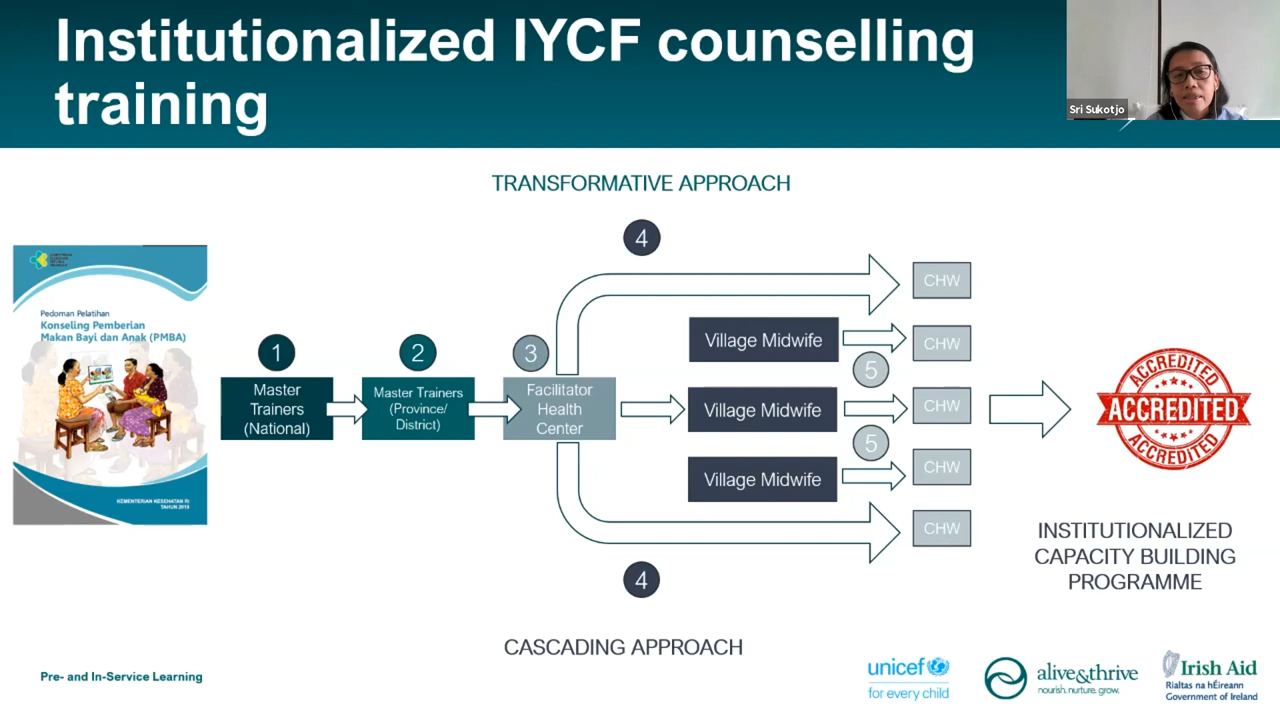 Institutionalized IYCF counselling
training
Sri Sukotjo
TRANSFORMATIVE APPROACH
4
CHW
Pedoman Pelatihan
Konseling Pemberian
Makan Bayi dan Anak (PMBA)
KEMENTERIAN KESEHATAN RI
TAHUN 2019
1
Master
Trainers
(National)
2
Master Trainers
(Province/
District)
3
Facilitator
Health
Center
Village Midwife
CHW
5
Village Midwife
CHW
5
Village Midwife
CHW
CHW
4
ACCREDITED
ACCREDITED
ACCREDITED
INSTITUTIONALIZED
CAPACITY BUILDING
PROGRAMME
CASCADING APPROACH
Pre- and In-Service Learning
unicef
for every child
alive&thrive
nourish. nurture. grow.
Irish Aid
Rialtas na hÉireann
Government of Ireland